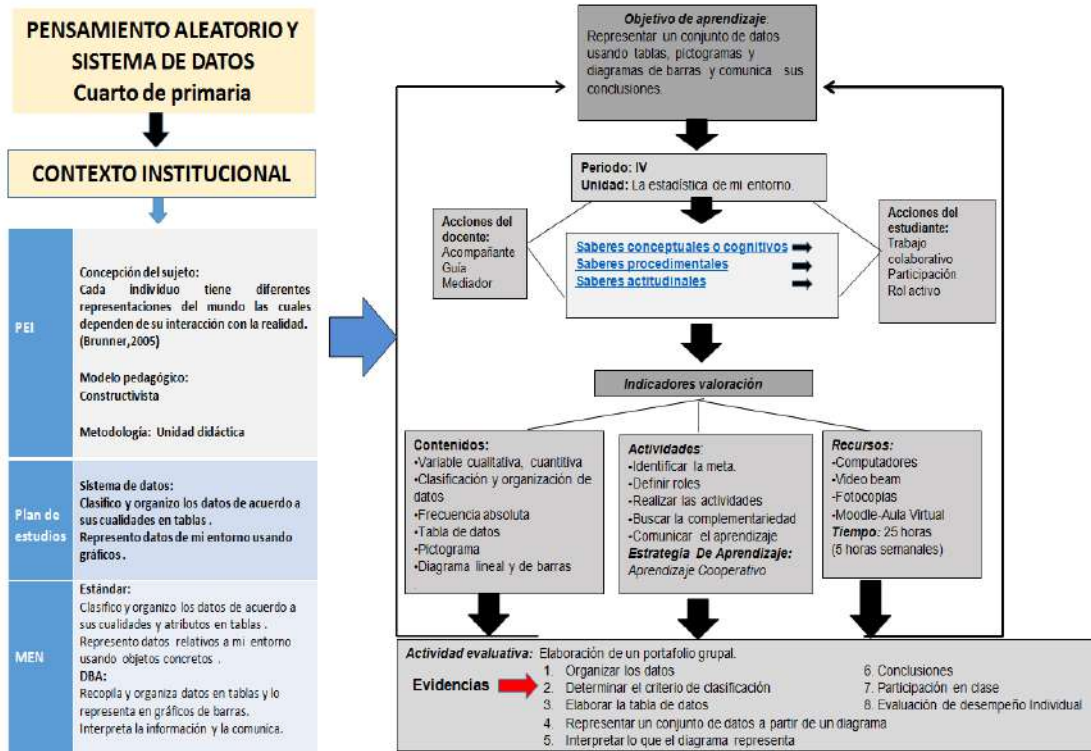 PENSAMIENTO ALEATORIO Y
SISTEMA DE DATOS
Cuarto de primaria
CONTEXTO INSTITUCIONAL
PEI
Concepción del sujeto:
Cada individuo tiene diferentes
representaciones del mundo las cuales
dependen de su interacción con la realidad.
(Brunner,2005)
Modelo pedagógico:
Constructivista
Metodología: Unidad didáctica
Plan de
estudios
Sistema de datos:
Clasifico y organizo los datos de acuerdo a
sus cualidades en tablas .
Represento datos de mi entorno usando
gráficos .
MEN
Estándar:
Clasifico y organizo los datos de acuerdo a
sus cualidades y atributos en tablas .
Represento datos relativos a mi entorno
usando objetos concretos .
DBA:
Recopila y organiza datos en tablas y lo
representa en gráficos de barras.
Interpreta la información y la comunica.
Objetivo de aprendizaje:
Representar un conjunto de datos
usando tablas, pictogramas y
diagramas de barras y comunica sus
conclusiones.
Periodo: IV
Unidad: La estadística de mi entorno.
Acciones del
docente:
Acompañante
Guía
Mediador
Saberes conceptuales o cognitivos
Saberes procedimentales
Saberes actitudinales
Acciones del
estudiante:
Trabajo
colaborativo
Participación
Rol activo
Indicadores valoración
Contenidos:
•Variable cualitativa, cuantitiva
•Clasificación y organización de
datos
•Frecuencia absoluta
•Tabla de datos
•Pictograma
•Diagrama lineal y de barras
Actividades:
•Identificar la meta.
•Definir roles
•Realizar las actividades
•Buscar la complementariedad
•Comunicar el aprendizaje
Estrategia De Aprendizaje:
Aprendizaje Cooperativo
Recursos:
•Computadores
•Video beam
•Fotocopias
•Moodle-Aula Virtual
Tiempo: 25 horas
(5 horas semanales)
Actividad evaluativa: Elaboración de un portafolio grupal.
Evidencias
1. Organizar los datos
2. Determinar el criterio de clasificación
3. Elaborar la tabla de datos
4. Representar un conjunto de datos a partir de un diagrama
5. Interpretar lo que el diagrama representa
6. Conclusiones
7. Participación en clase
8. Evaluación de desempeño Individual